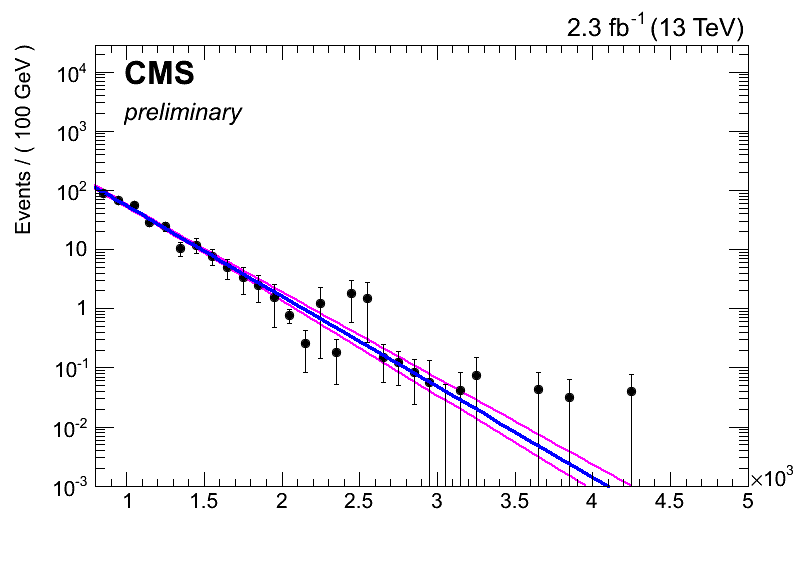 2.3 fb⁻¹ (13 TeV)
CMS
preliminary
Events / ( 100 GeV )
10⁴
10³
10²
10
1
10⁻¹
10⁻²
10⁻³
1 1.5 2 2.5 3 3.5 4 4.5 5
×10³